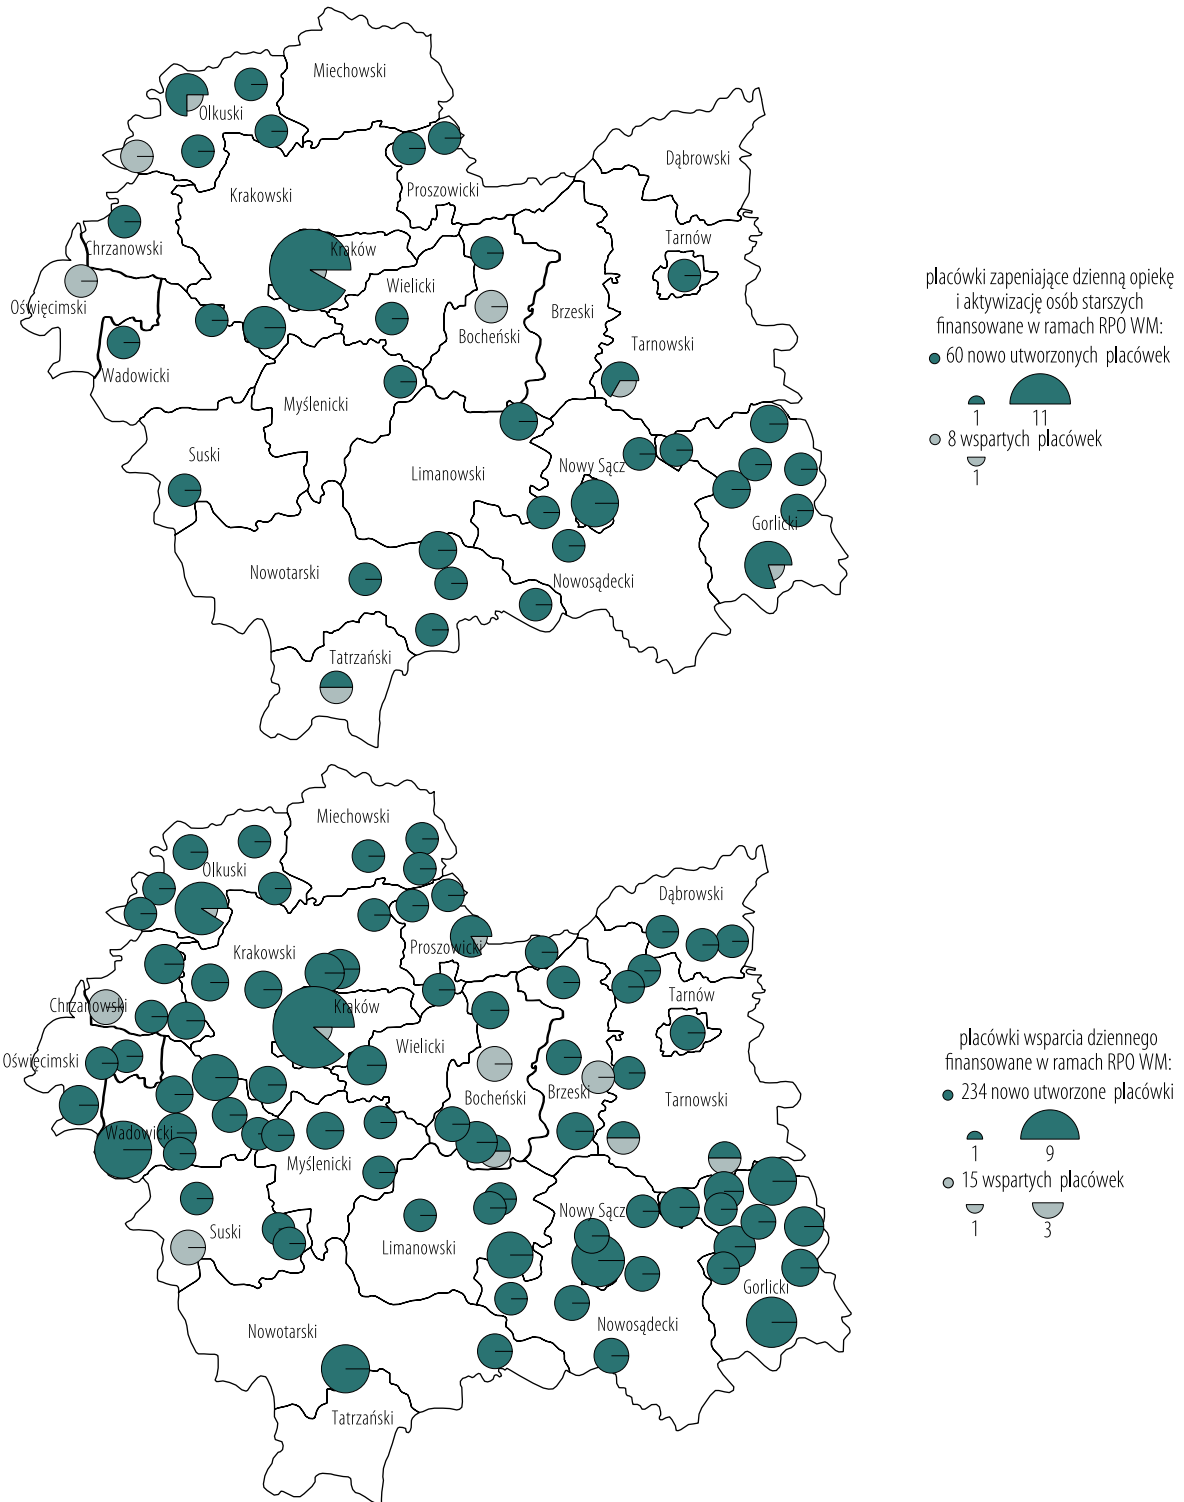 Miechowski
Olkuski
Dąbrowski
Krakowski
Proszowicki
Chrzanowski
Kraków
Tarnów
Oświęcimski
Wielicki
Bocheński
Brzeski
Tarnowski
Wadowicki
Myślenicki
Suski
Limanowski
Nowy Sącz
Gorlicki
Nowotarski
Nowosądecki
Tatrzański
placówki zapeniające dzienną opiekę
i aktywizację osób starszych
finansowane w ramach RPO WM:
60 nowo utworzonych placówek
1 11
8 wspartych placówek
1
Miechowski
Olkuski
Dąbrowski
Krakowski
Proszowicki
Chrzanowski
Kraków
Tarnów
Oświęcimski
Wielicki
Bocheński
Brzeski
Tarnowski
Wadowicki
Myślenicki
Suski
Limanowski
Nowy Sącz
Gorlicki
Nowotarski
Nowosądecki
Tatrzański
placówki wsparcia dziennego
finansowane w ramach RPO WM:
234 nowo utworzone placówki
1 9
15 wspartych placówek
1 3